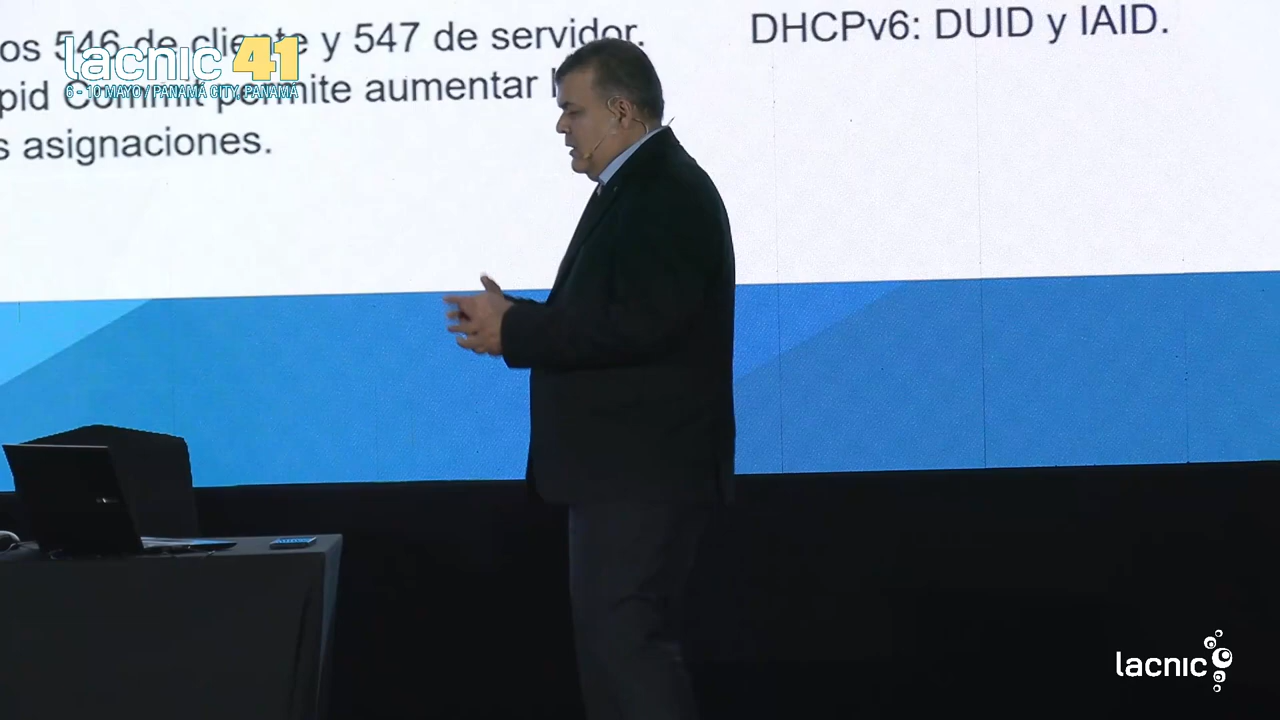 os 546 de cliente y 547 de servidor.
DHCPv6: DUID y IAID.
lacnic 41
6 - 10 MAYO / PANAMÁ CITY, PANAMÁ
pid Commit permite aumentar
s asignaciones.
lacnic